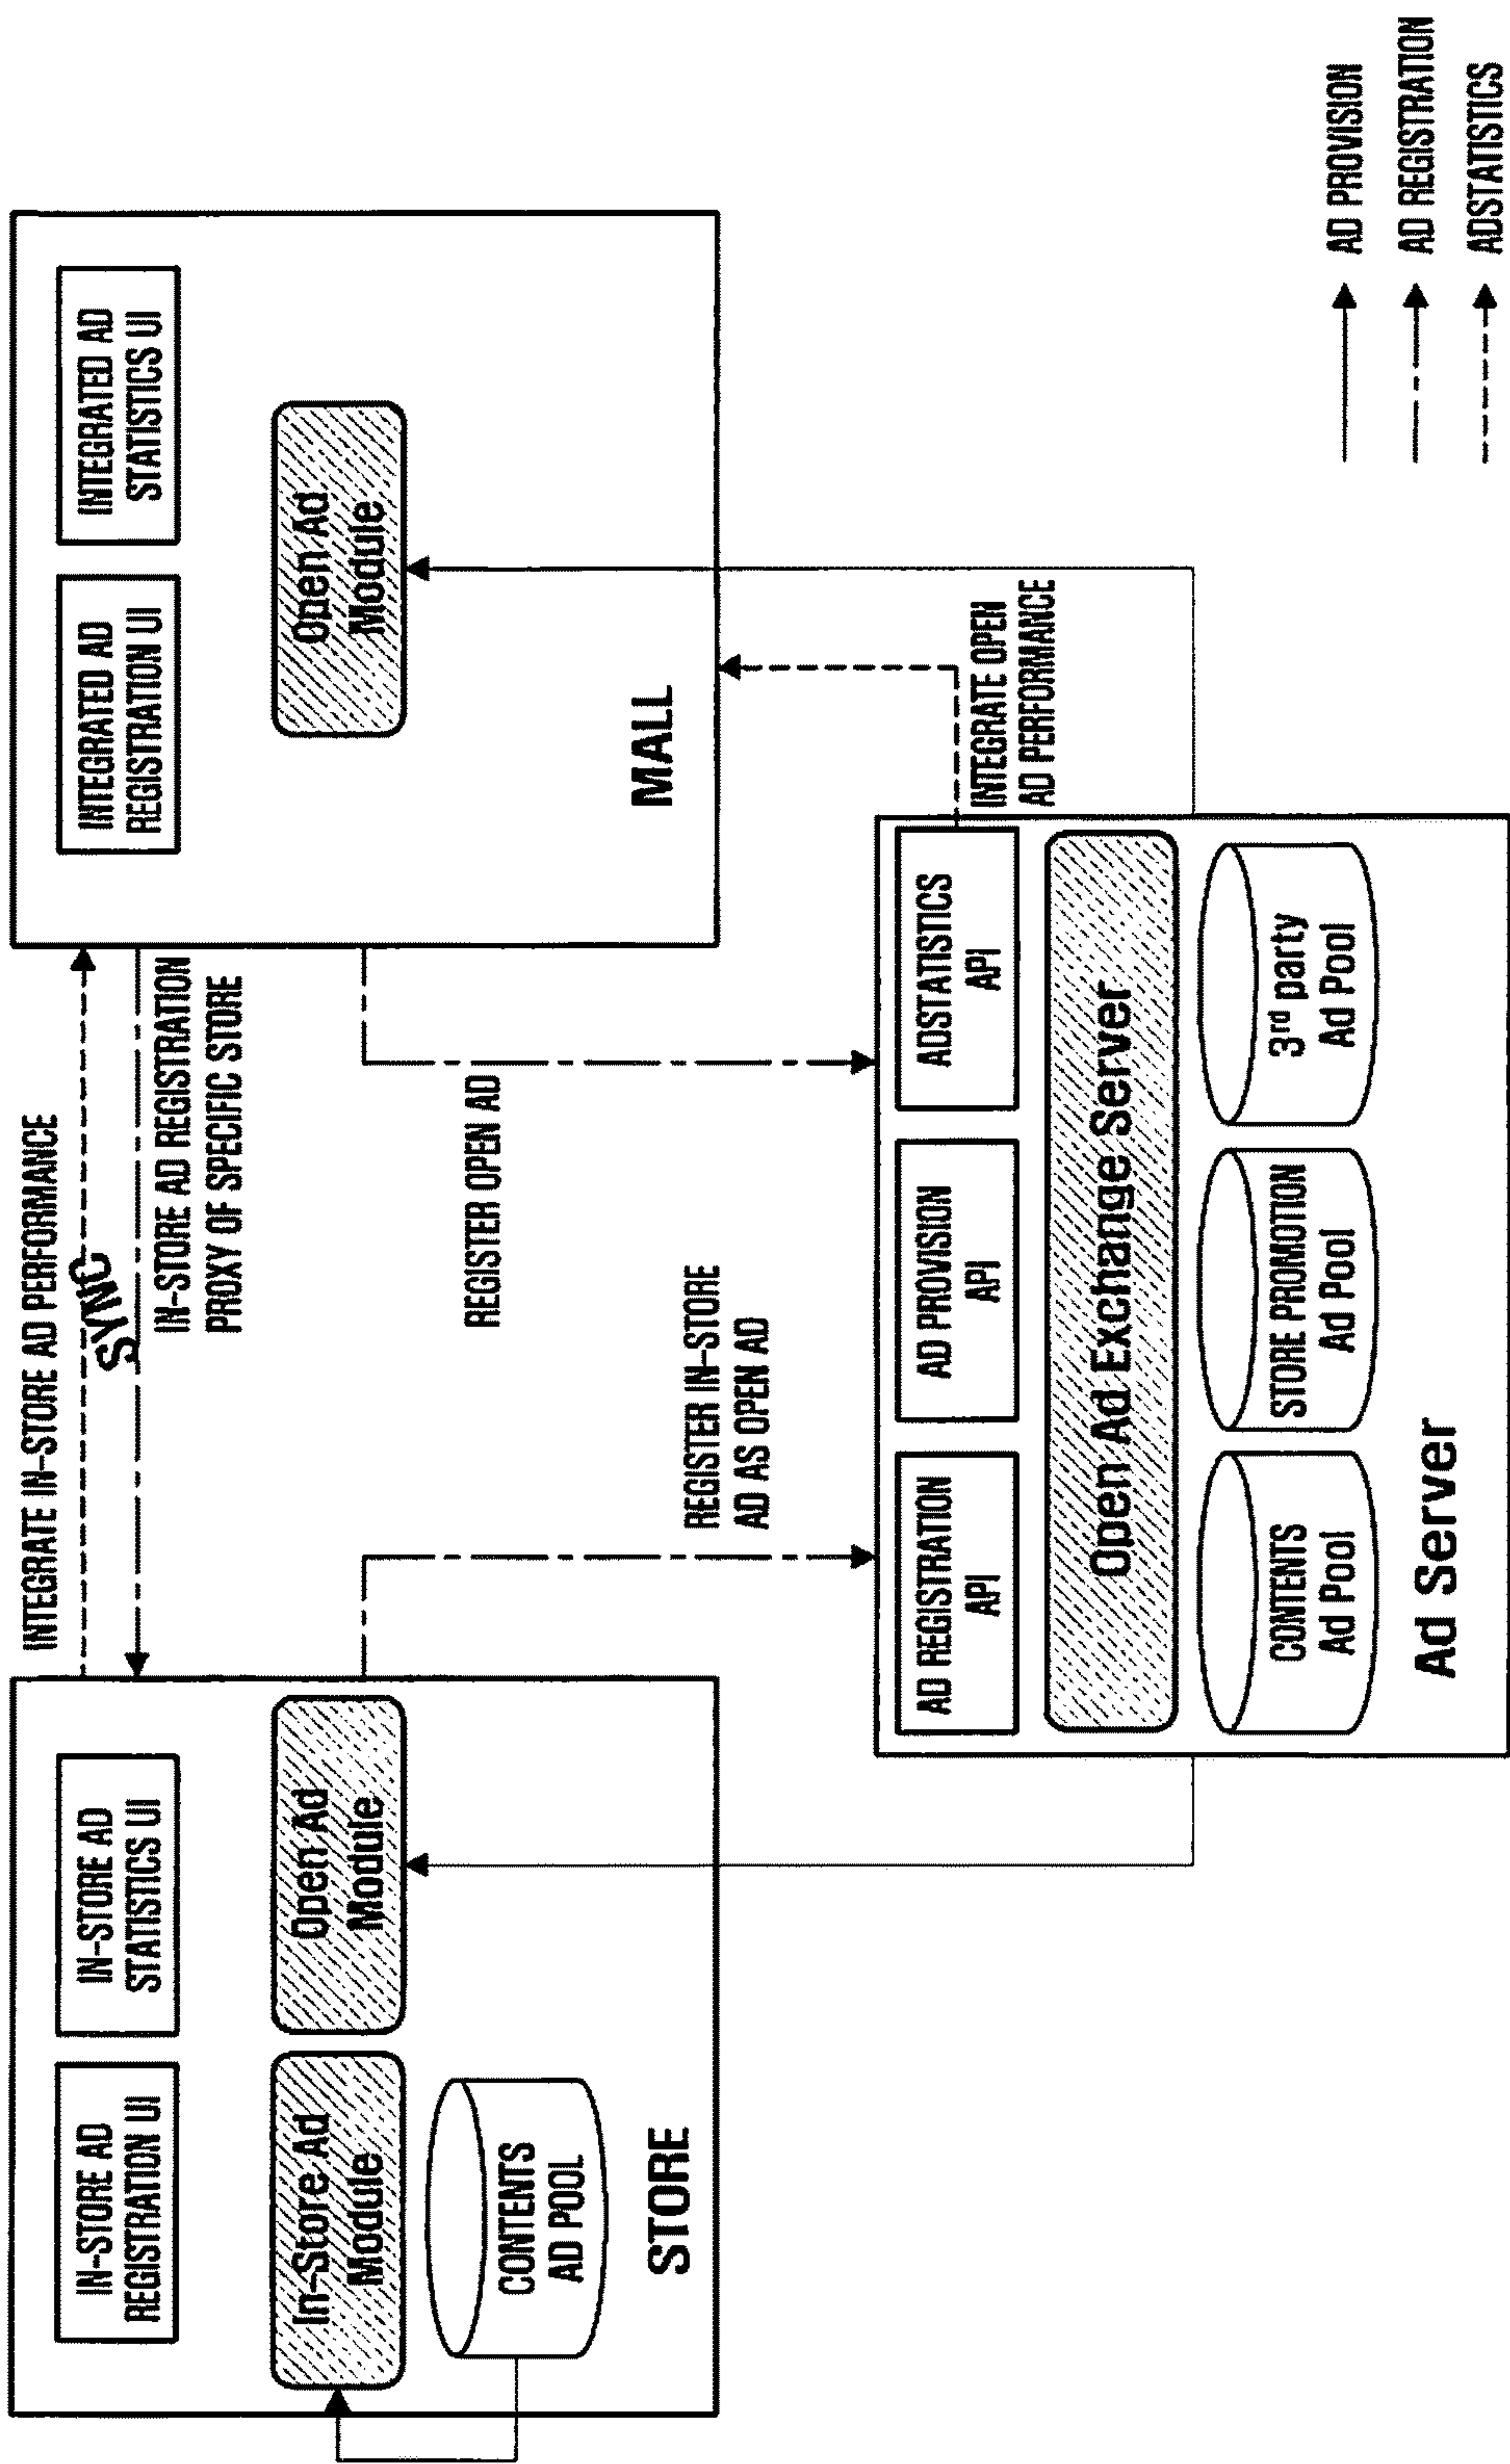 INTEGRATE IN-STORE AD PERFORMANCE
SYNC
IN-STORE AD REGISTRATION
PROXY OF SPECIFIC STORE
IN-STORE AD
REGISTRATION UI
IN-STORE AD
STATISTICS UI
In-Store Ad
Module
Open Ad
Module
CONTENTS
AD POOL
STORE
INTEGRATED AD
REGISTRATION UI
INTEGRATED AD
STATISTICS UI
Open Ad
Module
MALL
REGISTER OPEN AD
REGISTER IN-STORE
AD AS OPEN AD
INTEGRATE OPEN
AD PERFORMANCE
AD REGISTRATION
API
AD PROVISION
API
ADSTATISTICS
API
Open Ad Exchange Server
CONTENTS
Ad Pool
STORE PROMOTION
Ad Pool
3rd party
Ad Pool
Ad Server
AD PROVISION
AD REGISTRATION
ADSTATISTICS